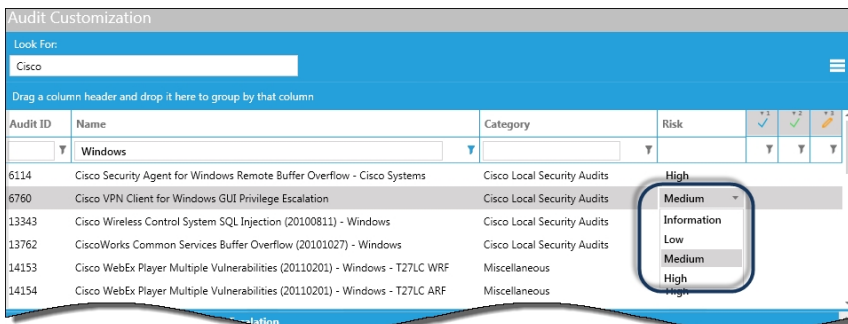 Audit Customization
Look For:
Cisco
Drag a column header and drop it here to group by that column
Audit ID Name Category Risk 1 2 3
Windows
6114 Cisco Security Agent for Windows Remote Buffer Overflow - Cisco Systems Cisco Local Security Audits High
6760 Cisco VPN Client for Windows GUI Privilege Escalation Cisco Local Security Audits Medium
13343 Cisco Wireless Control System SQL Injection (20100811) - Windows Cisco Local Security Audits Information
13762 CiscoWorks Common Services Buffer Overflow (20101027) - Windows Cisco Local Security Audits Low
Medium
14153 Cisco WebEx Player Multiple Vulnerabilities (20110201) - Windows - T27LC WRF Miscellaneous
High
14154 Cisco WebEx Player Multiple Vulnerabilities (20110201) - Windows - T27LC ARF Miscellaneous High